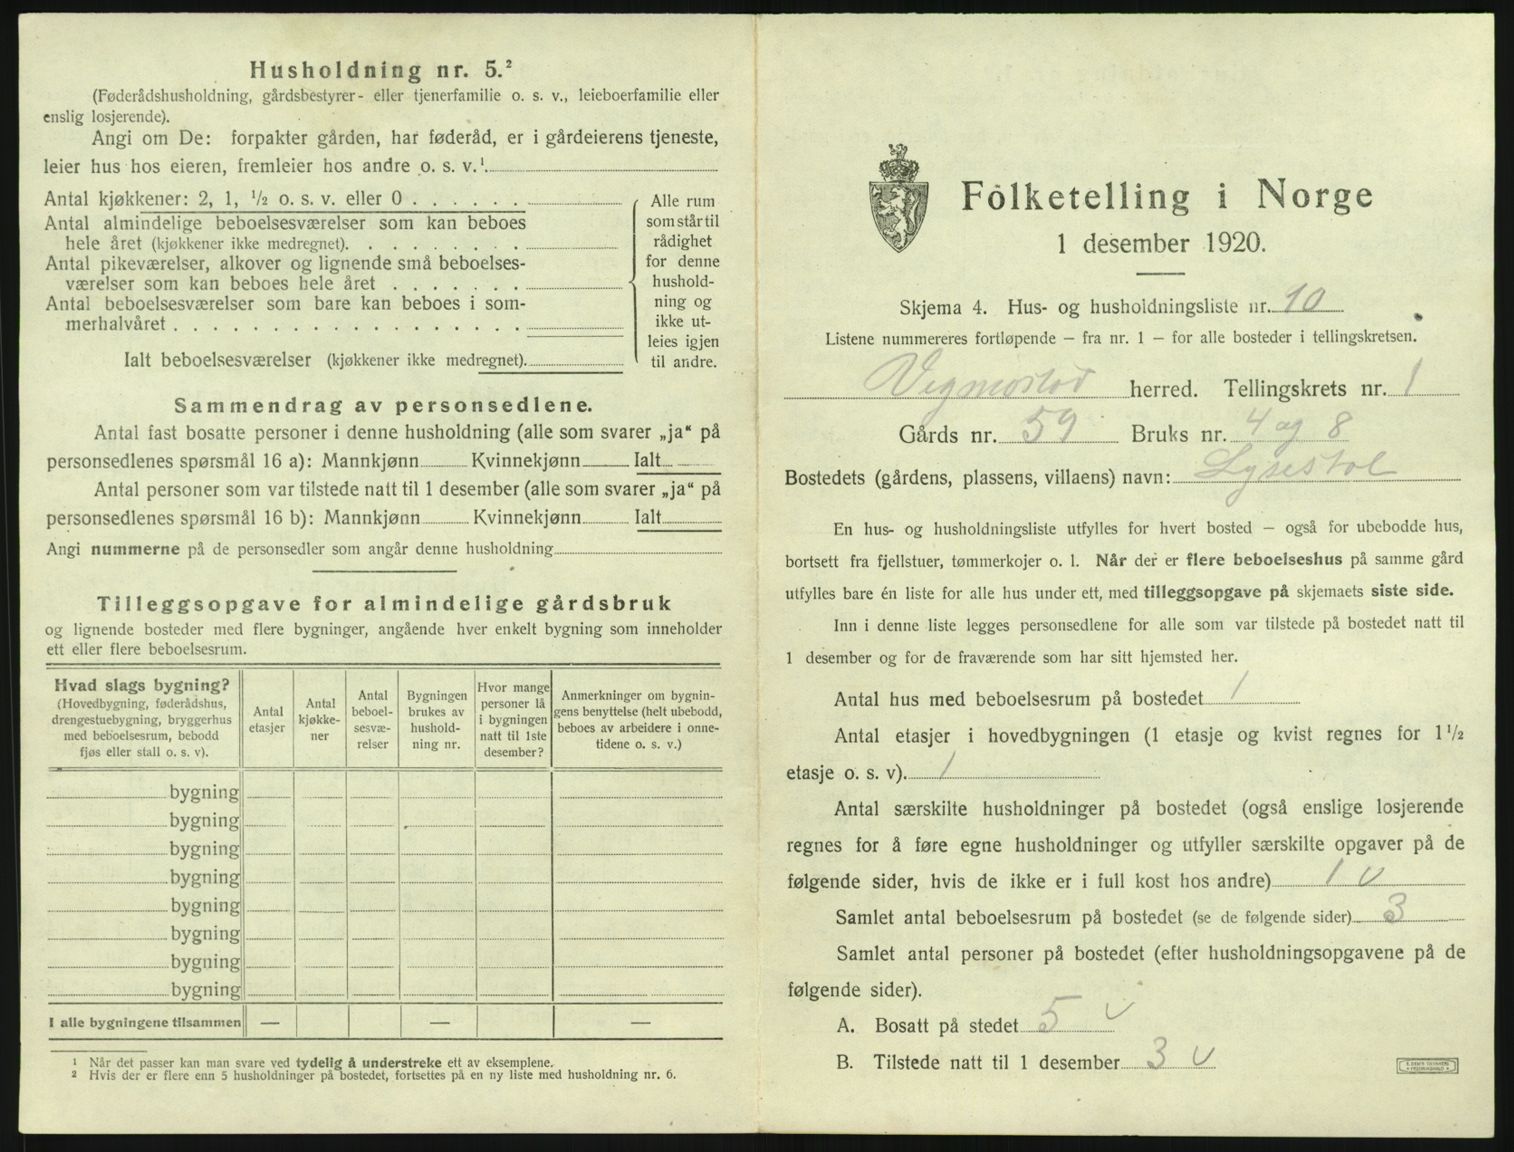 Husholdning nr. 5.²
(Føderådshusholdning, gårdsbestyrer- eller tjenerfamilie o. s. v., leieboerfamilie eller
enslig losjerende).
Angi om De: forpakter gården, har føderåd, er i gårdeierens tjeneste,
leier hus hos eieren, fremleier hos andre o. s. v.¹
Antal kjøkkener: 2, 1, ½ o. s. v. eller 0 . . . . . .
Antal almindelige beboelsesværelser som kan beboes
hele året (kjøkkener ikke medregnet). . . . . . . . .
Antal pikeværelser, alkover og lignende små beboelses-
værelser som kan beboes hele året . . . . . . .
Antal beboelsesværelser som bare kan beboes i som-
merhalvåret . . . . . . . . . . . . . . . . . .
Ialt beboelsesværelser (kjøkkener ikke medregnet).
Alle rum
som står til
rådighet
for denne
hushold-
ning og
ikke ut-
leies igjen
til andre.
Sammendrag av personsedlene.
Antal fast bosatte personer i denne husholdning (alle som svarer „ja“ på
personsedlenes spørsmål 16 a): Mannkjønn Kvinnekjønn Ialt
Antal personer som var tilstede natt til 1 desember (alle som svarer „ja“ på
personsedlenes spørsmål 16 b): Mannkjønn Kvinnekjønn Ialt
Angi nummerne på de personsedler som angår denne husholdning
Tilleggsopgave for almindelige gårdsbruk
og lignende bosteder med flere bygninger, angående hver enkelt bygning som inneholder
ett eller flere beboelsesrum.
Hvad slags bygning?
(Hovedbygning, føderådshus,
drengestuebygning, bryggerhus
med beboelsesrum, bebodd
fjøs eller stall o. s. v).
Antal
etasjer
Antal
kjøkke-
ner
Antal
beboel-
sesvæ-
relser
Bygningen
brukes av
hushold-
ning nr.
Hvor mange
personer lå
i bygningen
natt til 1ste
desember?
Anmerkninger om bygnin-
gens benyttelse (helt ubebodd,
beboes av arbeidere i onne-
tidene o. s. v.)
bygning
bygning
bygning
bygning
bygning
bygning
bygning
bygning
I alle bygningene tilsammen — — —
¹ Når det passer kan man svare ved tydelig å understreke ett av eksemplene.
² Hvis der er flere enn 5 husholdninger på bostedet, fortsettes på en ny liste med husholdning nr. 6.
Folketelling i Norge
1 desember 1920.
Skjema 4. Hus- og husholdningsliste nr. 10
Listene nummereres fortløpende — fra nr. 1 — for alle bosteder i tellingskretsen.
Vegmostad herred. Tellingskrets nr. 1
Gårds nr. 59 Bruks nr. 4 og 8
Bostedets (gårdens, plassens, villaens) navn: Lysestøl
En hus- og husholdningsliste utfylles for hvert bosted — også for ubebodde hus,
bortsett fra fjellstuer, tømmerkojer o. l. Når der er flere beboelseshus på samme gård
utfylles bare én liste for alle hus under ett, med tilleggsopgave på skjemaets siste side.
Inn i denne liste legges personsedlene for alle som var tilstede på bostedet natt til
1 desember og for de fraværende som har sitt hjemsted her.
Antal hus med beboelsesrum på bostedet 1
Antal etasjer i hovedbygningen (1 etasje og kvist regnes for 1½
etasje o. s. v). 1
Antal særskilte husholdninger på bostedet (også enslige losjerende
regnes for å føre egne husholdninger og utfyller særskilte opgaver på de
følgende sider, hvis de ikke er i full kost hos andre) 1 v
Samlet antal beboelsesrum på bostedet (se de følgende sider) 3
Samlet antal personer på bostedet (efter husholdningsopgavene på de
følgende sider).
A. Bosatt på stedet 5 v
B. Tilstede natt til 1 desember 3 v